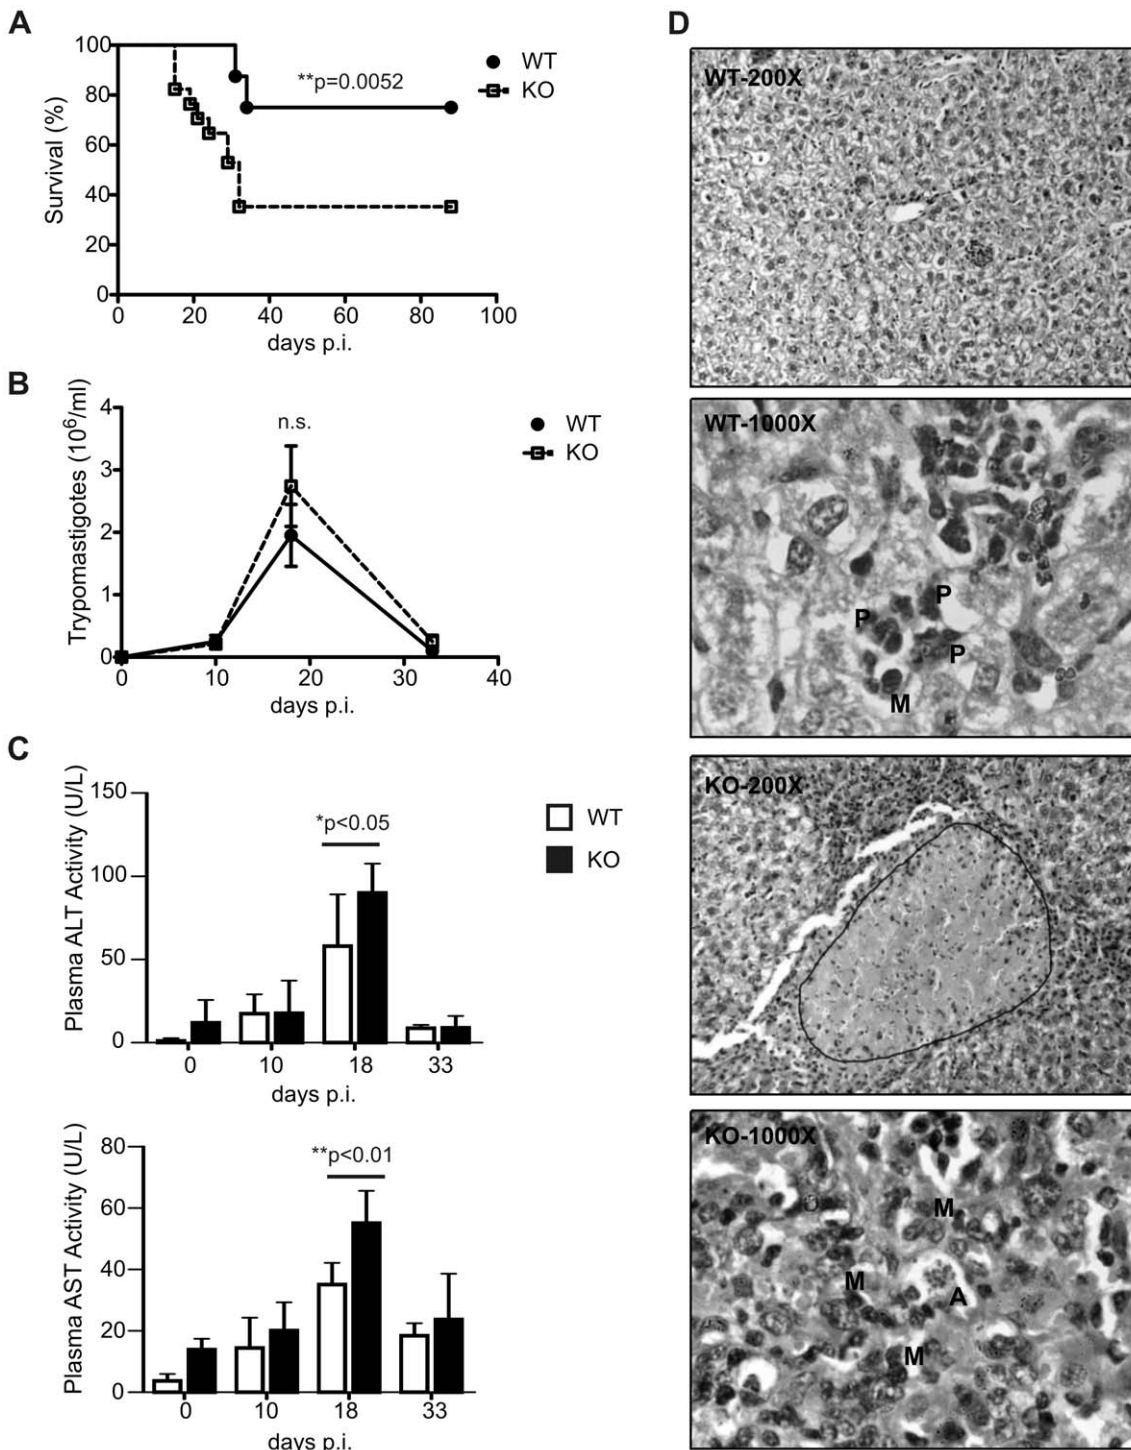 A
Survival (%)
100
80
60
40
20
0
0 20 40 60 80 100
days p.i.
**p=0.0052
WT
KO
B
Trypomastigotes (10⁶/ml)
4
3
2
1
0
0 10 20 30 40
days p.i.
n.s.
WT
KO
C
Plasma ALT Activity (U/L)
150
100
50
0
0 10 18 33
days p.i.
*p<0.05
WT
KO
Plasma AST Activity (U/L)
80
60
40
20
0
0 10 18 33
days p.i.
**p<0.01
D
WT-200X
WT-1000X
P
P
P
M
KO-200X
KO-1000X
M
M
A
M